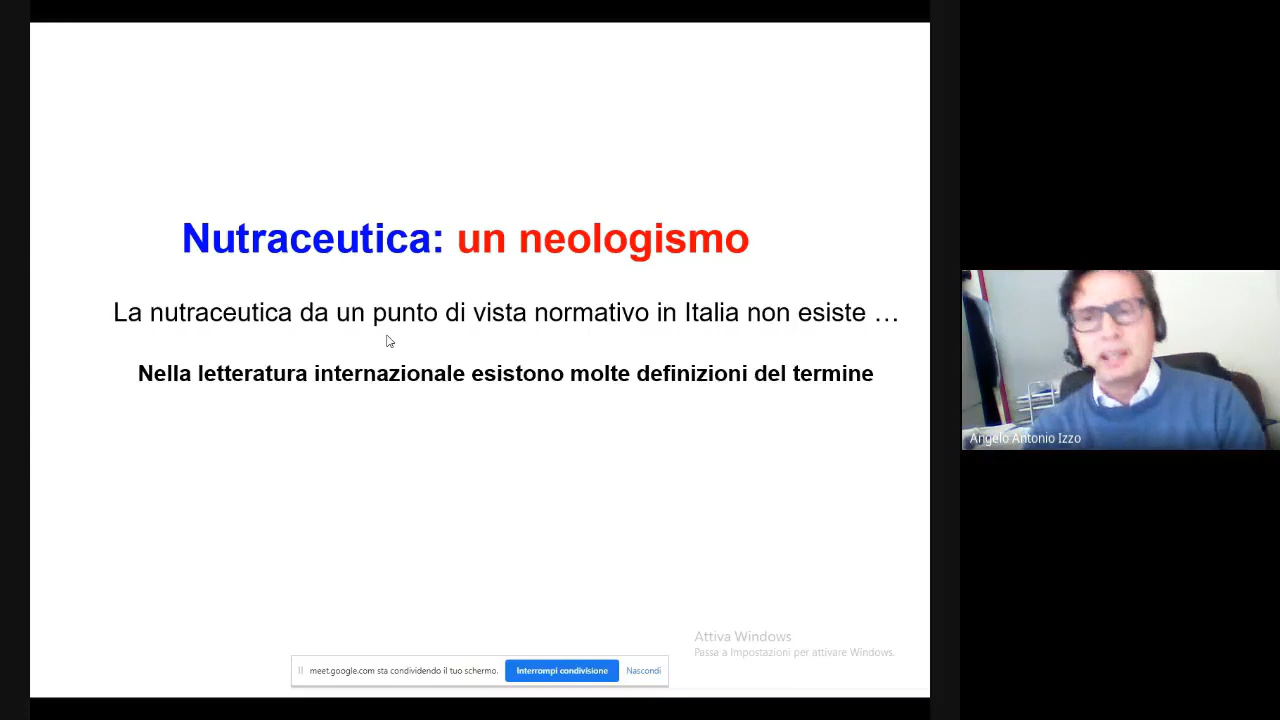 Nutraceutica: un neologismo
La nutraceutica da un punto di vista normativo in Italia non esiste …
Nella letteratura internazionale esistono molte definizioni del termine
Angelo Antonio Izzo
Attiva Windows
Passa a Impostazioni per attivare Windows.
meet.google.com sta condividendo il tuo schermo. Interrompi condivisione Nascondi